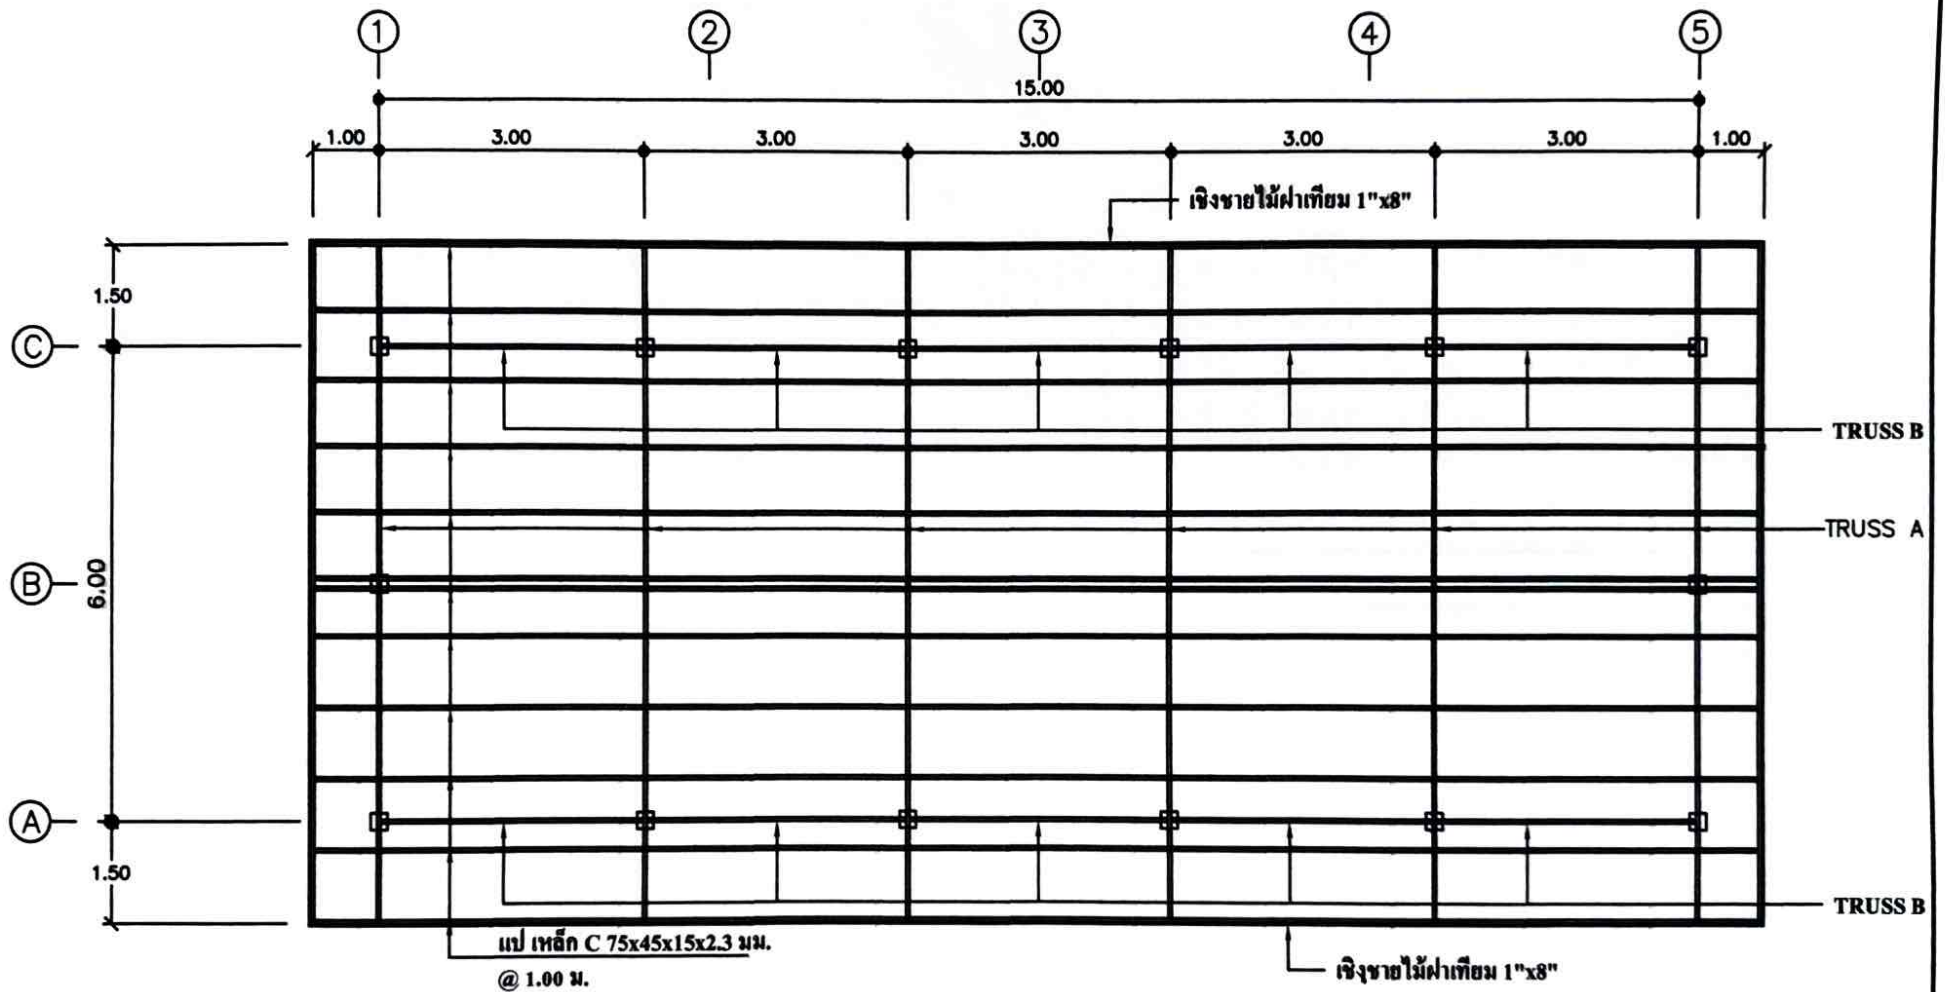 1 2 3 4 5
15.00
1.00 3.00 3.00 3.00 3.00 3.00 1.00
เชิงชายไม้ฝาเทียม 1"x8"
1.50
C
TRUSS B
TRUSS A
B
6.00
A
1.50
TRUSS B
แป เหล็ก C 75x45x15x2.3 มม.
@ 1.00 ม.
เชิงชายไม้ฝาเทียม 1"x8"